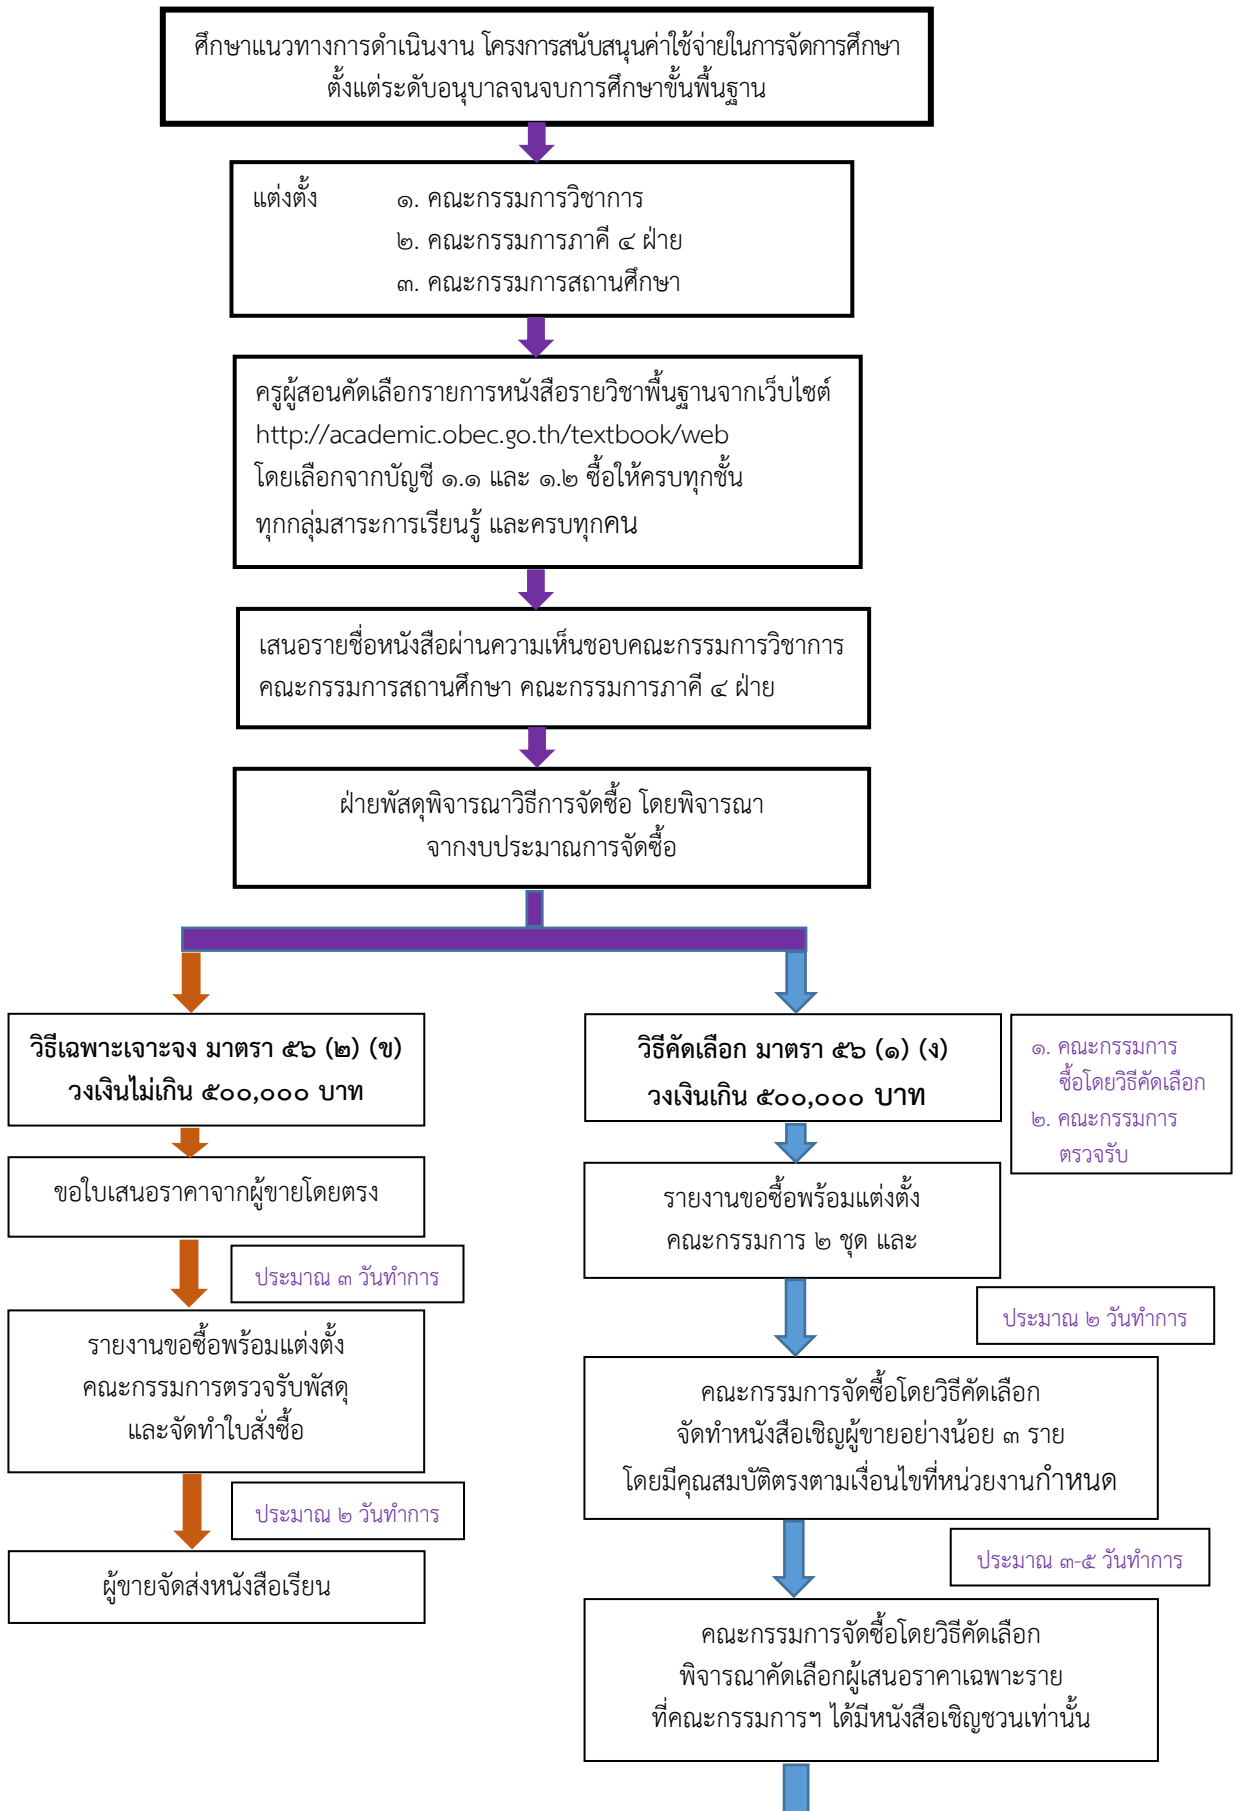 ศึกษาแนวทางการดำเนินงาน โครงการสนับสนุนค่าใช้จ่ายในการจัดการศึกษา
ตั้งแต่ระดับอนุบาลจนจบการศึกษาขั้นพื้นฐาน
แต่งตั้ง ๑. คณะกรรมการวิชาการ
๒. คณะกรรมการภาคี ๔ ฝ่าย
๓. คณะกรรมการสถานศึกษา
ครูผู้สอนคัดเลือกรายการหนังสือรายวิชาพื้นฐานจากเว็บไซต์
http://academic.obec.go.th/textbook/web
โดยเลือกจากบัญชี ๑.๑ และ ๑.๒ ซื้อให้ครบทุกชั้น
ทุกกลุ่มสาระการเรียนรู้ และครบทุกคน
เสนอรายชื่อหนังสือผ่านความเห็นชอบคณะกรรมการวิชาการ
คณะกรรมการสถานศึกษา คณะกรรมการภาคี ๔ ฝ่าย
ฝ่ายพัสดุพิจารณาวิธีการจัดซื้อ โดยพิจารณา
จากงบประมาณการจัดซื้อ
วิธีเฉพาะเจาะจง มาตรา ๕๖ (๒) (ข)
วงเงินไม่เกิน ๕๐๐,๐๐๐ บาท
ขอใบเสนอราคาจากผู้ขายโดยตรง
ประมาณ ๓ วันทำการ
รายงานขอซื้อพร้อมแต่งตั้ง
คณะกรรมการตรวจรับพัสดุ
และจัดทำใบสั่งซื้อ
ประมาณ ๒ วันทำการ
ผู้ขายจัดส่งหนังสือเรียน
วิธีคัดเลือก มาตรา ๕๖ (๑) (ง)
วงเงินเกิน ๕๐๐,๐๐๐ บาท
๑. คณะกรรมการ
ซื้อโดยวิธีคัดเลือก
๒. คณะกรรมการ
ตรวจรับ
รายงานขอซื้อพร้อมแต่งตั้ง
คณะกรรมการ ๒ ชุด และ
ประมาณ ๒ วันทำการ
คณะกรรมการจัดซื้อโดยวิธีคัดเลือก
จัดทำหนังสือเชิญผู้ขายอย่างน้อย ๓ ราย
โดยมีคุณสมบัติตรงตามเงื่อนไขที่หน่วยงานกำหนด
ประมาณ ๓-๕ วันทำการ
คณะกรรมการจัดซื้อโดยวิธีคัดเลือก
พิจารณาคัดเลือกผู้เสนอราคาเฉพาะราย
ที่คณะกรรมการฯ ได้มีหนังสือเชิญชวนเท่านั้น